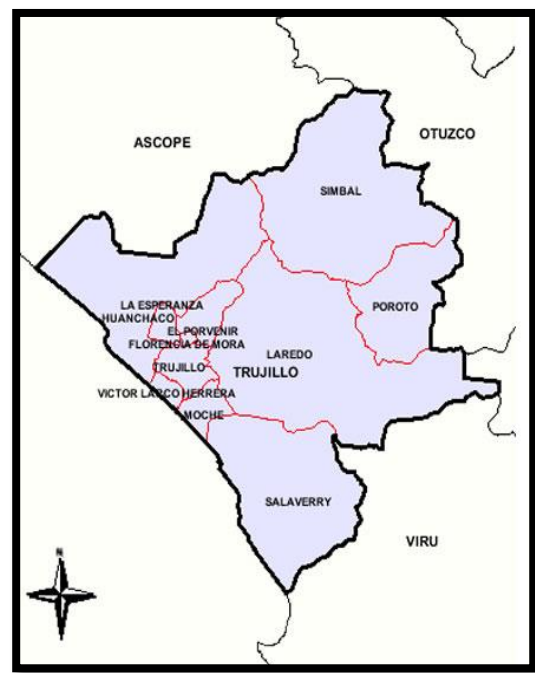 OTUZCO
ASCOPE
SIMBAL
LA ESPERANZA
POROTO
HUANCHACO
EL PORVENIR
FLORENCIA DE MORA
LAREDO
TRUJILLO
TRUJILLO
VICTOR LARCO HERRERA
MOCHE
SALAVERRY
VIRU
N